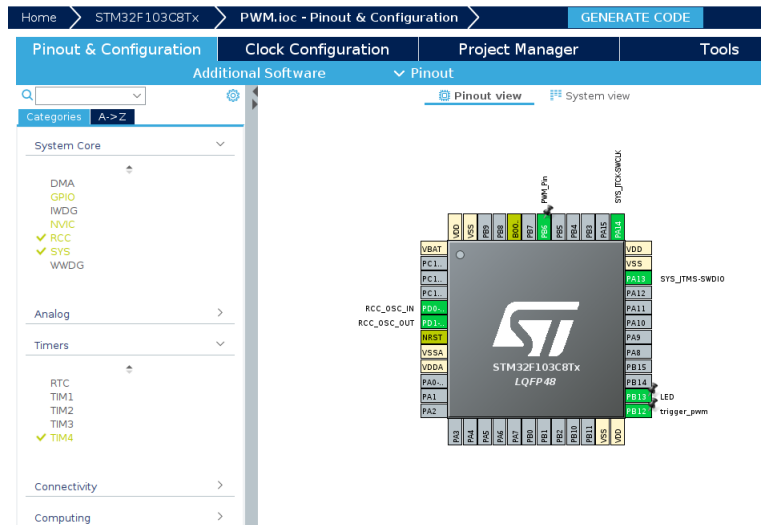 Home
STM32F103C8Tx
PWM.ioc - Pinout & Configuration
GENERATE CODE
Pinout & Configuration
Clock Configuration
Project Manager
Tools
Additional Software
Pinout
Categories
A->Z
Pinout view
System view
System Core
DMA
GPIO
IWDG
NVIC
RCC
SYS
WWDG
Analog
Timers
RTC
TIM1
TIM2
TIM3
TIM4
Connectivity
Computing
PWM_Pin
SYS_JTCK-SWCLK
VDD
VSS
PB9
PB8
BOO..
PB7
PB6
PB5
PB4
PB3
PA15
PA14
VBAT
PC1..
PC1..
PC1..
RCC_OSC_IN
PD0-..
RCC_OSC_OUT
PD1-..
NRST
VSSA
VDDA
PA0-..
PA1
PA2
STM32F103C8Tx
LQFP48
VDD
VSS
PA13
SYS_JTMS-SWDIO
PA12
PA11
PA10
PA9
PA8
PB15
PB14
PB13
LED
PB12
trigger_pwm
PA3
PA4
PA5
PA6
PA7
PB0
PB1
PB2
PB10
PB11
VSS
VDD